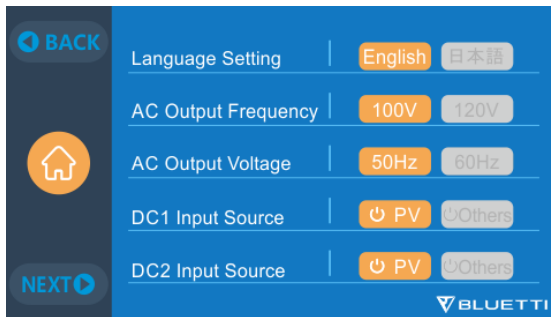 BACK
Language Setting English 日本語
AC Output Frequency 100V 120V
AC Output Voltage 50Hz 60Hz
DC1 Input Source PV Others
DC2 Input Source PV Others
NEXT
BLUETTI